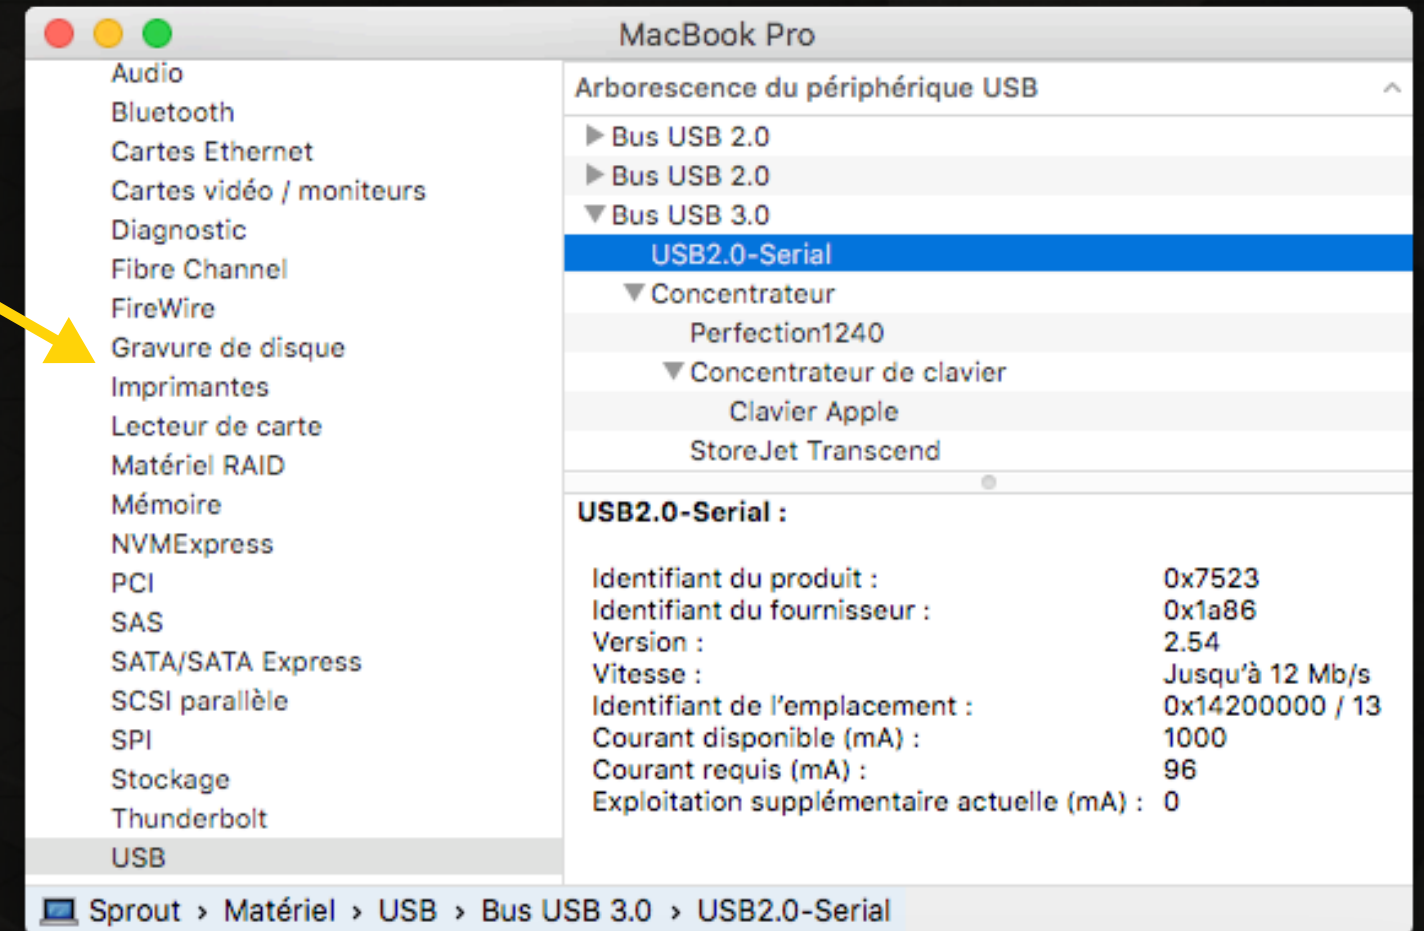 MacBook Pro
Audio
Bluetooth
Cartes Ethernet
Cartes vidéo / moniteurs
Diagnostic
Fibre Channel
FireWire
Gravure de disque
Imprimantes
Lecteur de carte
Matériel RAID
Mémoire
NVMExpress
PCI
SAS
SATA/SATA Express
SCSI parallèle
SPI
Stockage
Thunderbolt
USB
Arborescence du périphérique USB
Bus USB 2.0
Bus USB 2.0
Bus USB 3.0
USB2.0-Serial
Concentrateur
Perfection1240
Concentrateur de clavier
Clavier Apple
StoreJet Transcend
USB2.0-Serial :
Identifiant du produit : 0x7523
Identifiant du fournisseur : 0x1a86
Version : 2.54
Vitesse : Jusqu'à 12 Mb/s
Identifiant de l'emplacement : 0x14200000 / 13
Courant disponible (mA) : 1000
Courant requis (mA) : 96
Exploitation supplémentaire actuelle (mA) : 0
Sprout › Matériel › USB › Bus USB 3.0 › USB2.0-Serial